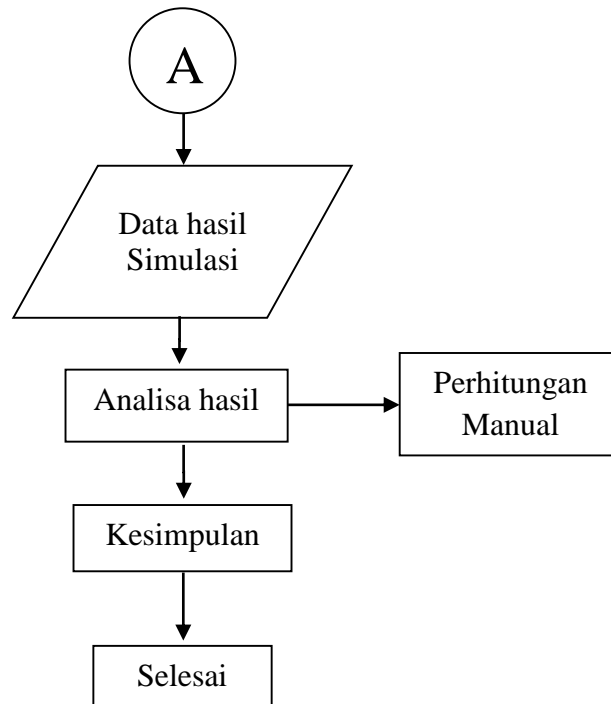 A
Data hasil
Simulasi
Analisa hasil
Perhitungan
Manual
Kesimpulan
Selesai